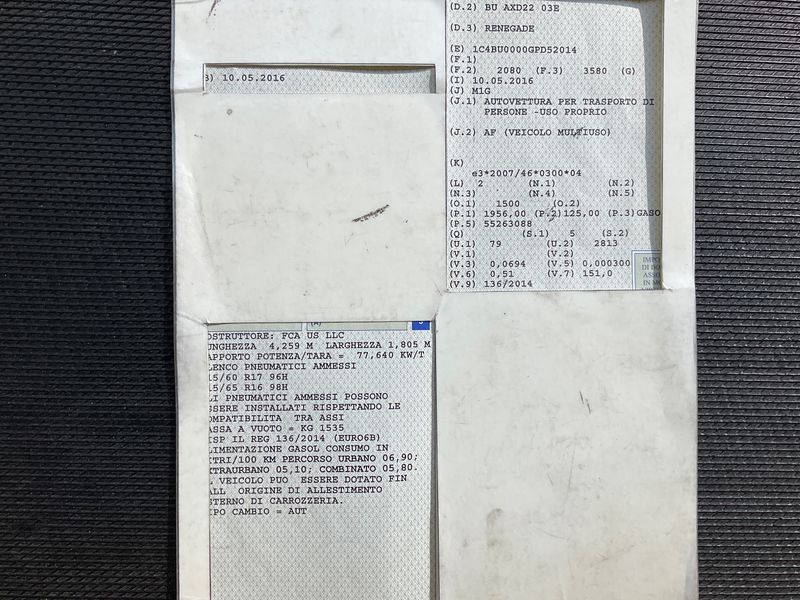 ) 10.05.2016
(D.2) BU AXD22 03E
(D.3) RENEGADE
(E) 1C4BU0000GPD52014
(F.1)
(F.2) 2080 (F.3) 3580 (G)
(I) 10.05.2016
(J) M1G
(J.1) AUTOVETTURA PER TRASPORTO DI
PERSONE -USO PROPRIO
(J.2) AF (VEICOLO MULTIUSO)
(K)
e3*2007/46*0300*04
(L) 2 (N.1) (N.2)
(N.3) (N.4) (N.5)
(O.1) 1500 (O.2)
(P.1) 1956,00 (P.2)125,00 (P.3)GASO
(P.5) 55263088
(Q) (S.1) 5 (S.2)
(U.1) 79 (U.2) 2813
(V.1) (V.2)
(V.3) 0,0694 (V.5) 0,000300
(V.6) 0,51 (V.7) 151,0
(V.9) 136/2014
IMPO
DI BO
ASSO
IN M
OSTRUTTORE: FCA US LLC
UNGHEZZA 4,259 M LARGHEZZA 1,805 M
APPORTO POTENZA/TARA = 77,640 KW/T
LENCO PNEUMATICI AMMESSI
15/60 R17 96H
15/65 R16 98H
LI PNEUMATICI AMMESSI POSSONO
SSERE INSTALLATI RISPETTANDO LE
OMPATIBILITA TRA ASSI
ASSA A VUOTO = KG 1535
ISP IL REG 136/2014 (EURO6B)
LIMENTAZIONE GASOL CONSUMO IN
ITRI/100 KM PERCORSO URBANO 06,90;
XTRAURBANO 05,10; COMBINATO 05,80.
L VEICOLO PUO ESSERE DOTATO FIN
ALL ORIGINE DI ALLESTIMENTO
STERNO DI CARROZZERIA.
IPO CAMBIO = AUT